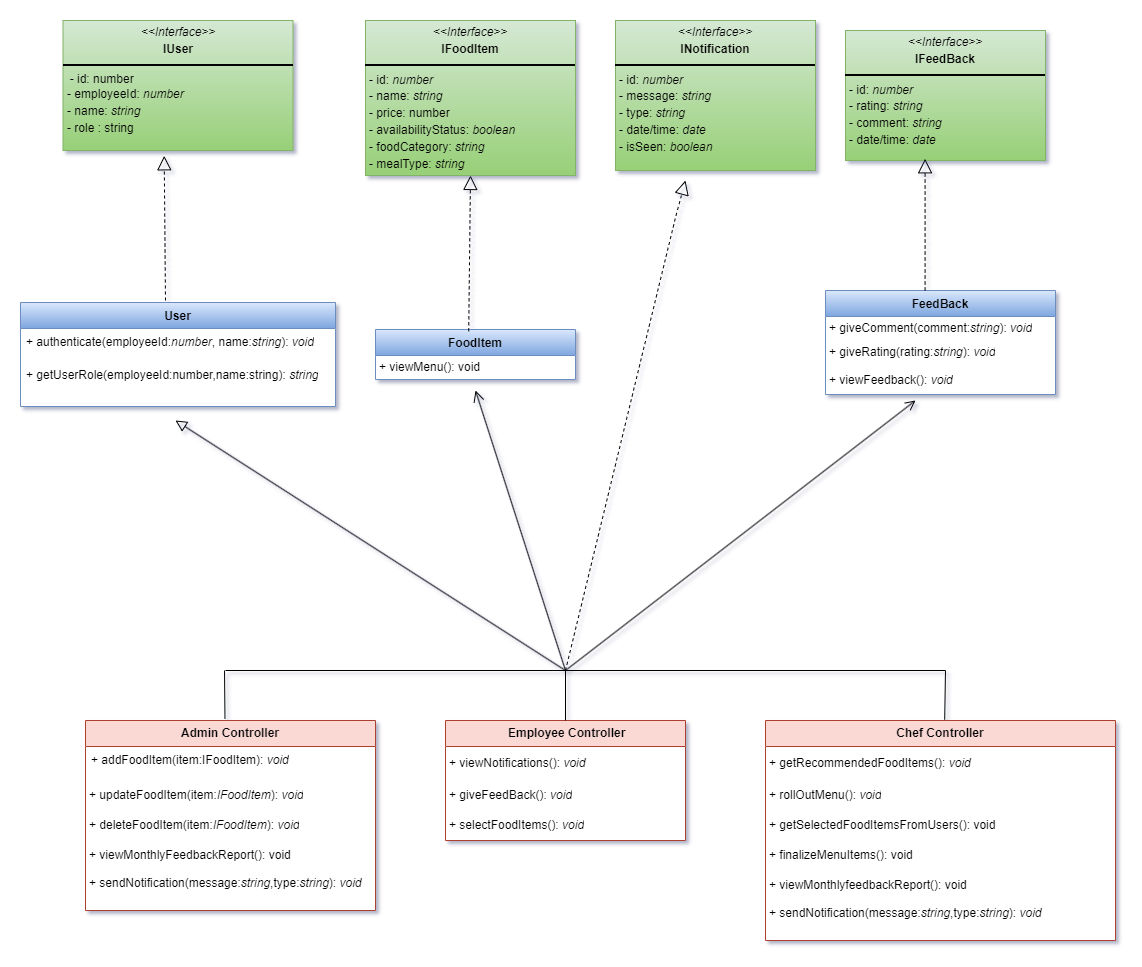 <<Interface>>
IUser
- id: number
- employeeId: number
- name: string
- role : string
<<Interface>>
IFoodItem
- id: number
- name: string
- price: number
- availabilityStatus: boolean
- foodCategory: string
- mealType: string
<<Interface>>
INotification
- id: number
- message: string
- type: string
- date/time: date
- isSeen: boolean
<<Interface>>
IFeedBack
- id: number
- rating: string
- comment: string
- date/time: date
User
+ authenticate(employeeId:number, name:string): void
+ getUserRole(employeeId:number,name:string): string
FoodItem
+ viewMenu(): void
FeedBack
+ giveComment(comment:string): void
+ giveRating(rating:string): void
+ viewFeedback(): void
Admin Controller
+ addFoodItem(item:IFoodItem): void
+ updateFoodItem(item:IFoodItem): void
+ deleteFoodItem(item:IFoodItem): void
+ viewMonthlyFeedbackReport(): void
+ sendNotification(message:string,type:string): void
Employee Controller
+ viewNotifications(): void
+ giveFeedBack(): void
+ selectFoodItems(): void
Chef Controller
+ getRecommendedFoodItems(): void
+ rollOutMenu(): void
+ getSelectedFoodItemsFromUsers(): void
+ finalizeMenuItems(): void
+ viewMonthlyfeedbackReport(): void
+ sendNotification(message:string,type:string): void